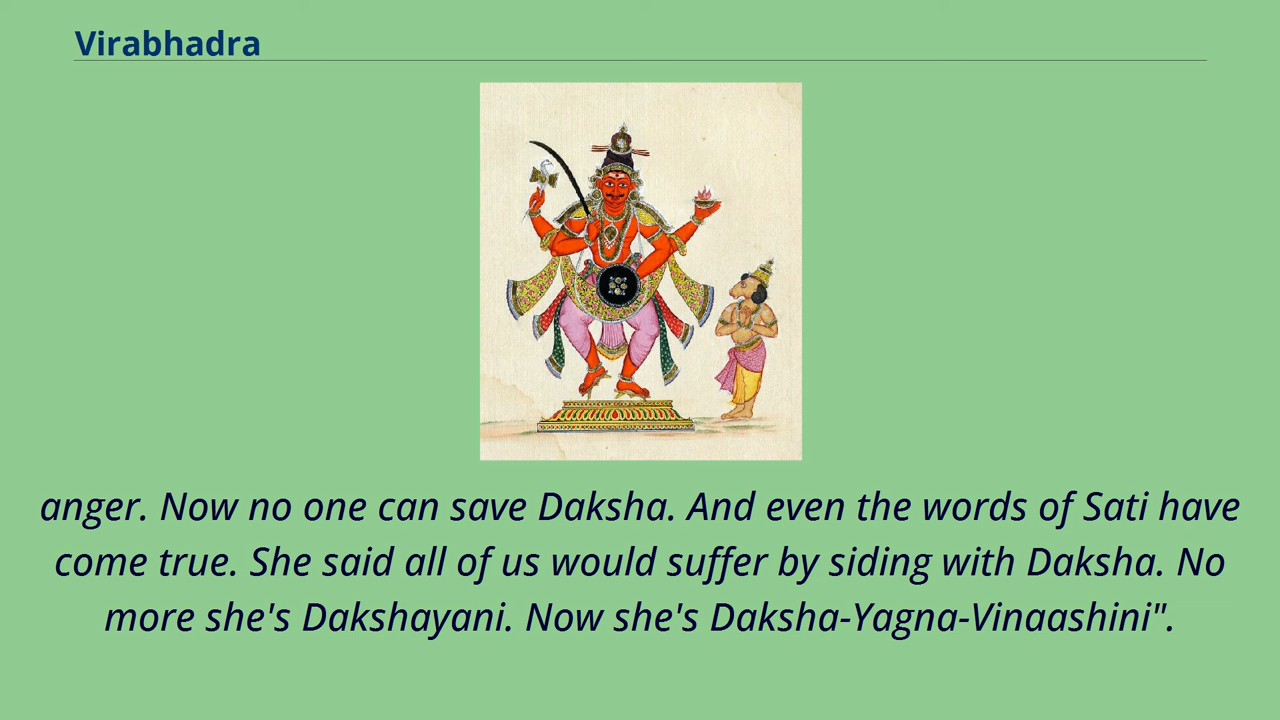 Virabhadra
anger. Now no one can save Daksha. And even the words of Sati have
come true. She said all of us would suffer by siding with Daksha. No
more she's Dakshayani. Now she's Daksha-Yagna-Vinaashini".